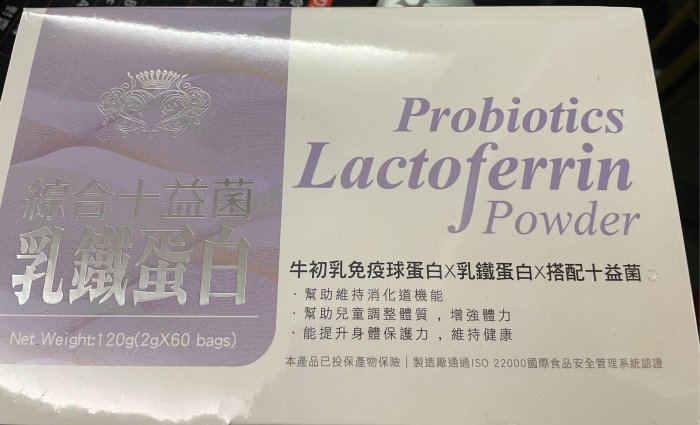 Probiotics
Lactoferrin
Powder
綜合十益菌
乳鐵蛋白
Net Weight:120g(2gX60 bags)
牛初乳免疫球蛋白X乳鐵蛋白X搭配十益菌
·幫助維持消化道機能
·幫助兒童調整體質,增強體力
·能提升身體保護力,維持健康
本產品已投保產物保險|製造廠通過ISO 22000國際食品安全管理系統認證